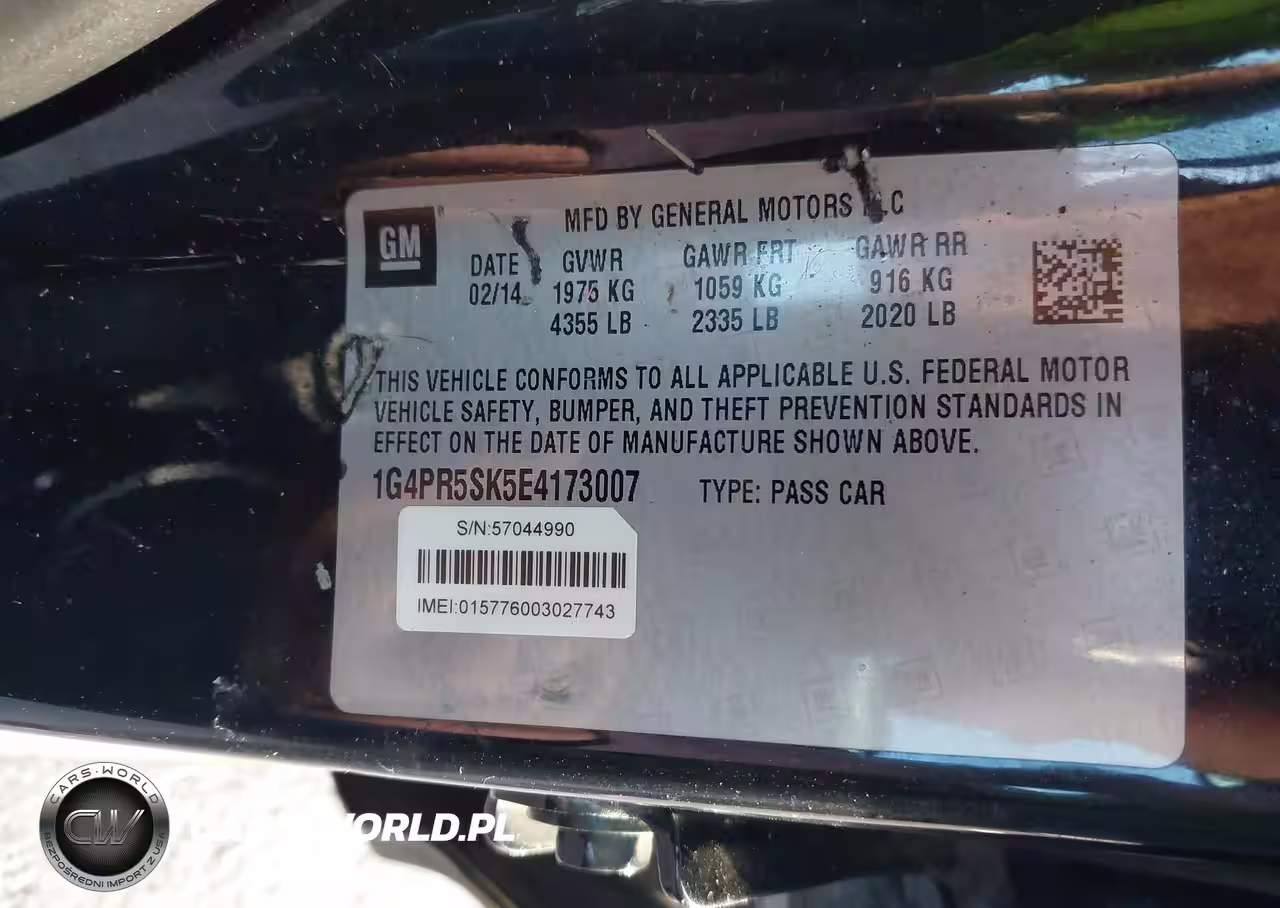 GM
MFD BY GENERAL MOTORS LLC
DATE GVWR GAWR FRT GAWR RR
02/14 1975 KG 1059 KG 916 KG
4355 LB 2335 LB 2020 LB
THIS VEHICLE CONFORMS TO ALL APPLICABLE U.S. FEDERAL MOTOR
VEHICLE SAFETY, BUMPER, AND THEFT PREVENTION STANDARDS IN
EFFECT ON THE DATE OF MANUFACTURE SHOWN ABOVE.
1G4PR5SK5E4173007 TYPE: PASS CAR
S/N:57044990
IMEI:015776003027743
CARS-WORLD
CW
BEZPOŚREDNI IMPORT Z USA
WORLD.PL